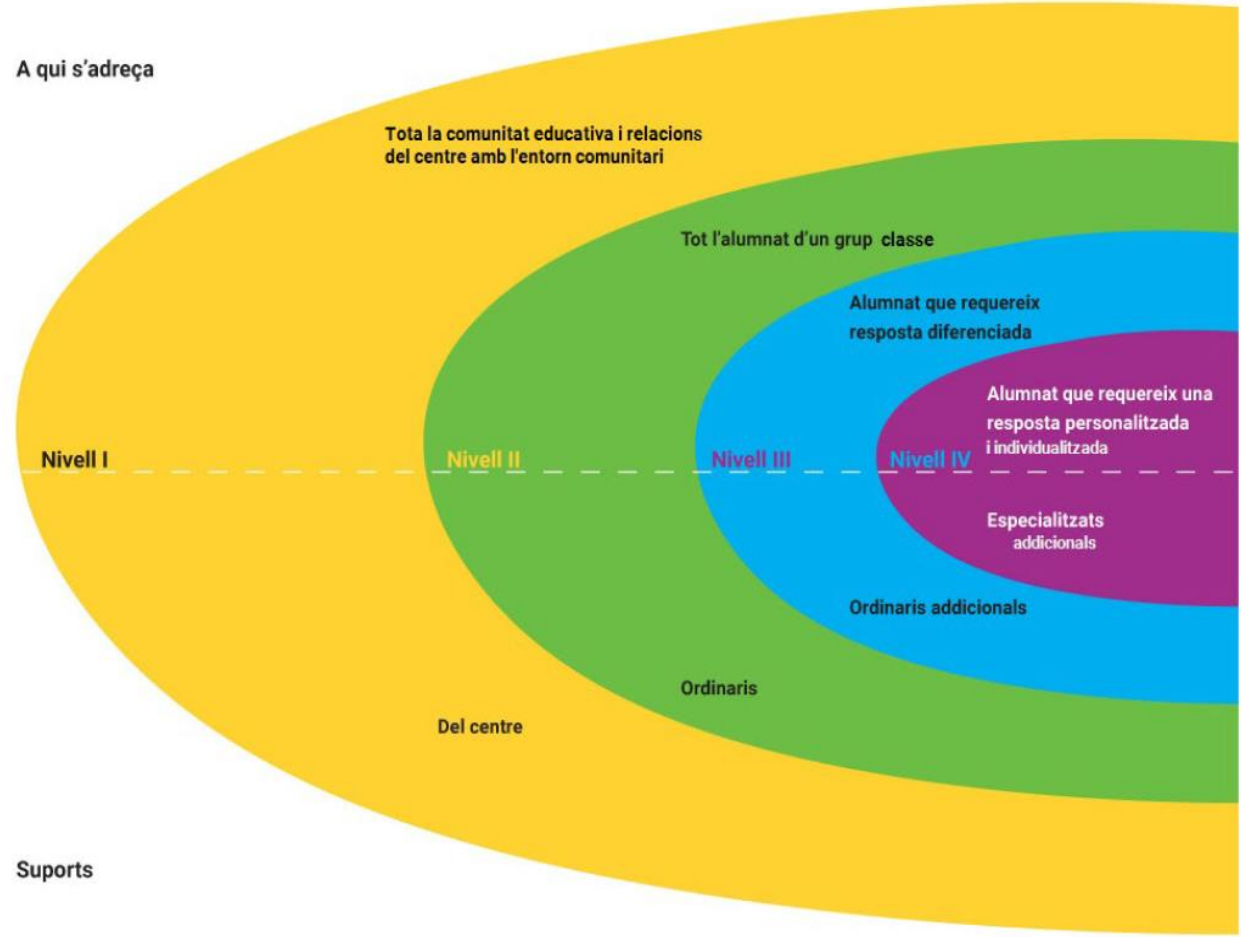 A qui s'adreça
Tota la comunitat educativa i relacions
del centre amb l'entorn comunitari
Tot l'alumnat d'un grup classe
Alumnat que requereix
resposta diferenciada
Alumnat que requereix una
resposta personalitzada
i individualitzada
Nivell I
Nivell II
Nivell III
Nivell IV
Especialitzats
addicionals
Ordinaris addicionals
Ordinaris
Del centre
Suports